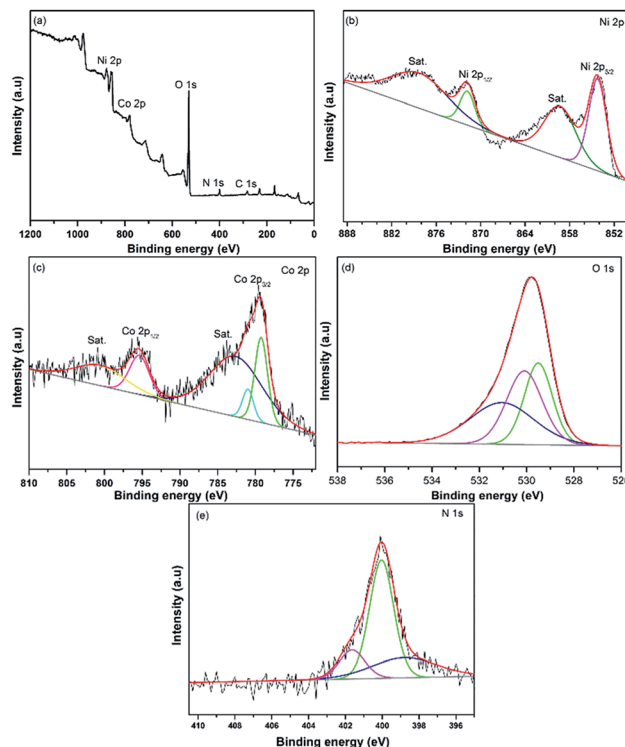 (a)
Ni 2p
Co 2p
O 1s
N 1s
C 1s
Intensity (a.u)
1200 1000 800 600 400 200 0
Binding energy (eV)
(b)
Ni 2p
Sat.
Ni 2p1/2
Sat.
Ni 2p3/2
Intensity (a.u)
888 882 876 870 864 858 852
Binding energy (eV)
(c)
Co 2p
Co 2p3/2
Sat.
Co 2p1/2
Sat.
Intensity (a.u)
810 805 800 795 790 785 780 775
Binding energy (eV)
(d)
O 1s
Intensity (a.u)
538 536 534 532 530 528 526
Binding energy (eV)
(e)
N 1s
Intensity (a.u)
410 408 406 404 402 400 398 396
Binding energy (eV)